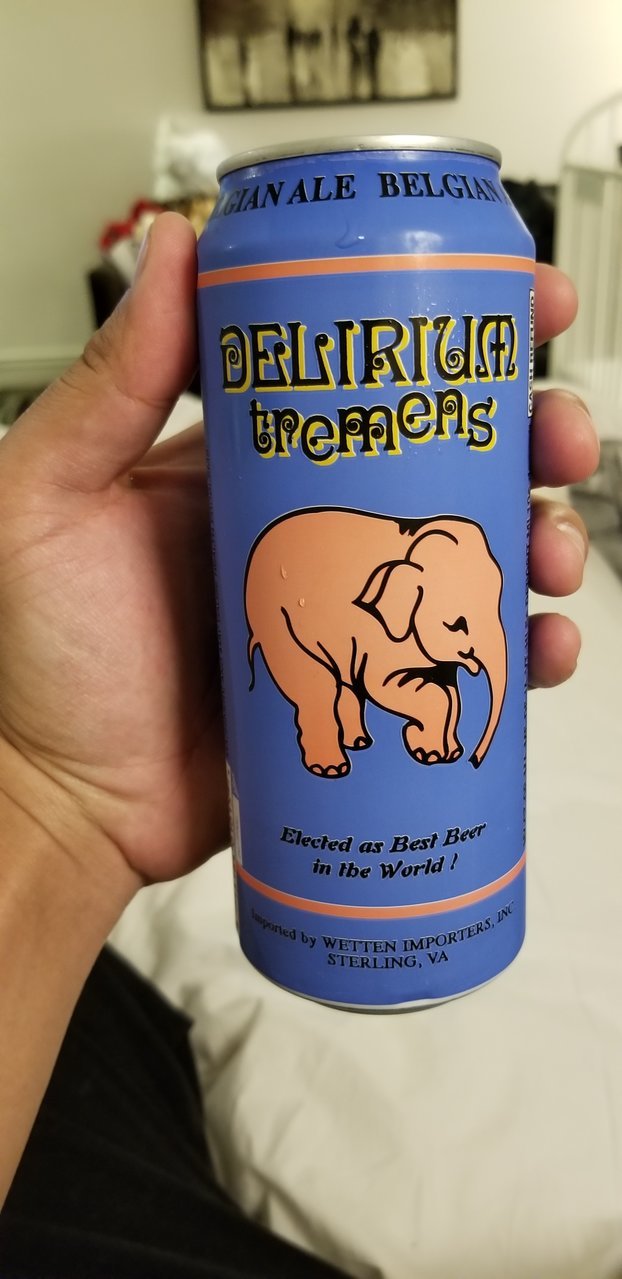 GIAN ALE BELGIAN
DELIRIUM
tremens
Elected as Best Beer
in the World ?
Imported by WETTEN IMPORTERS, INC
STERLING, VA